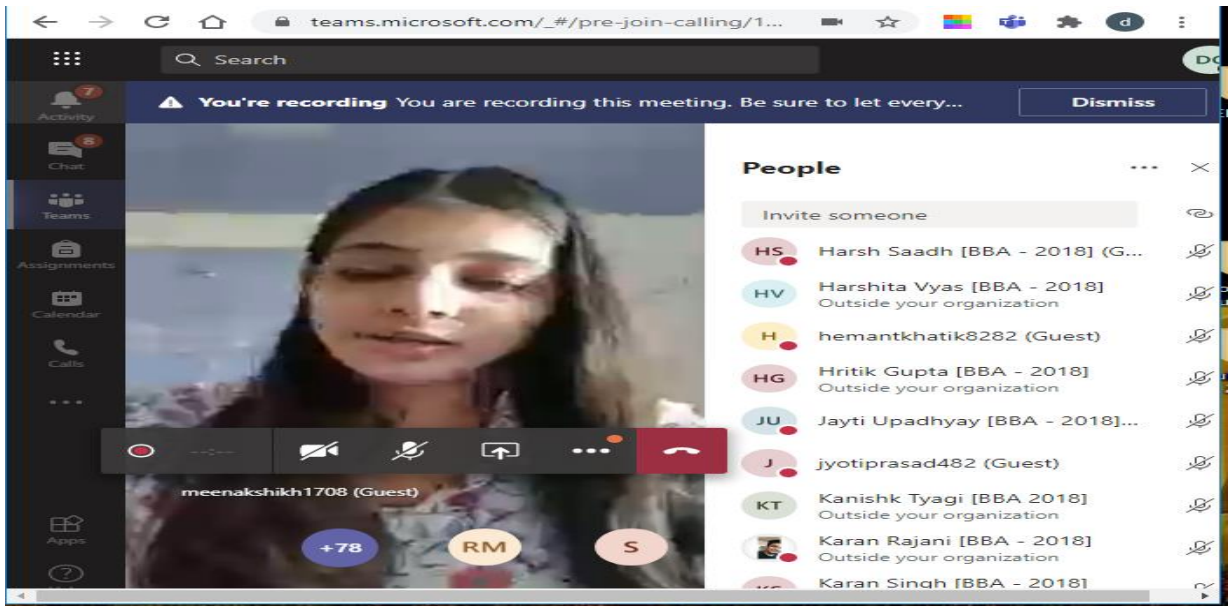 teams.microsoft.com/_#/pre-join-calling/1...
d
Search
DC
7
Activity
You're recording You are recording this meeting. Be sure to let every...
Dismiss
8
Chat
People
Teams
Invite someone
HS
Harsh Saadh [BBA - 2018] (G...
Assignments
HV
Harshita Vyas [BBA - 2018]
Outside your organization
Calendar
H
hemantkhatik8282 (Guest)
Calls
HG
Hritik Gupta [BBA - 2018]
Outside your organization
JU
Jayti Upadhyay [BBA - 2018]...
--:--
J
jyotiprasad482 (Guest)
meenakshikh1708 (Guest)
KT
Kanishk Tyagi [BBA 2018]
Outside your organization
Apps
+78
RM
S
Karan Rajani [BBA - 2018]
Outside your organization
Karan Singh [BBA - 2018]